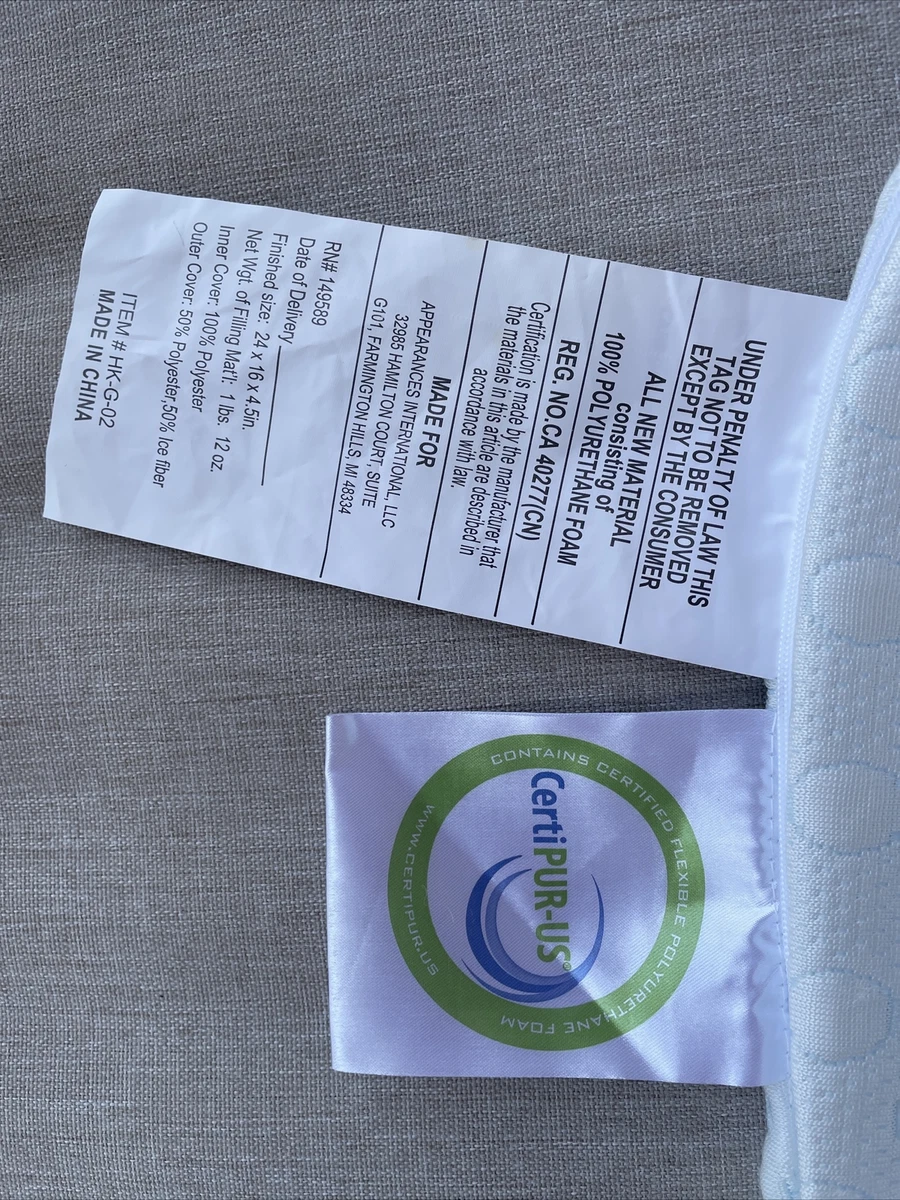 UNDER PENALTY OF LAW THIS
TAG NOT TO BE REMOVED
EXCEPT BY THE CONSUMER
ALL NEW MATERIAL
consisting of
100% POLYURETHANE FOAM
REG. NO.CA 40277(CN)
Certification is made by the manufacturer that
the materials in this article are described in
accordance with law.
MADE FOR
APPEARANCES INTERNATIONAL, LLC
32985 HAMILTON COURT, SUITE
G101, FARMINGTON HILLS, MI 48334
RN# 149589
Date of Delivery
Finished size: 24 x 16 x 4.5in.
Net Wgt. of Filling Mat'l: 1 lbs. 12 oz.
Inner Cover: 100% Polyester
Outer Cover: 50% Polyester,50% Ice fiber
ITEM # HK-G-02
MADE IN CHINA
CONTAINS CERTIFIED FLEXIBLE POLYURETHANE FOAM
CertiPUR-US®
WWW.CERTIPUR.US